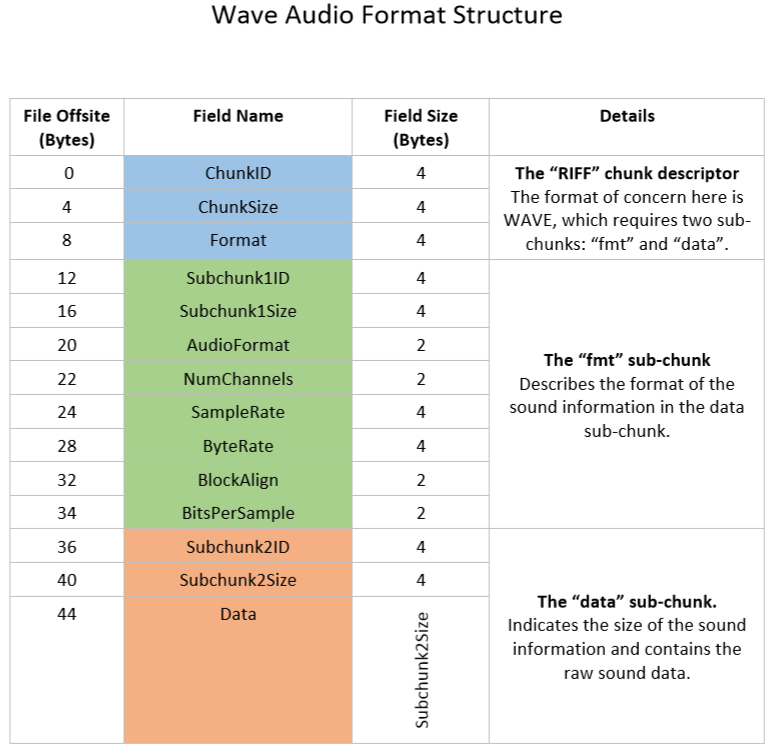 Wave Audio Format Structure
File Offsite (Bytes) Field Name Field Size (Bytes) Details
0 ChunkID 4 The “RIFF” chunk descriptor
4 ChunkSize 4 The format of concern here is
WAVE, which requires two sub-
8 Format 4 chunks: “fmt” and “data”.
12 Subchunk1ID 4
16 Subchunk1Size 4
20 AudioFormat 2
The “fmt” sub-chunk
22 NumChannels 2 Describes the format of the
24 SampleRate 4 sound information in the data
sub-chunk.
28 ByteRate 4
32 BlockAlign 2
34 BitsPerSample 2
36 Subchunk2ID 4
40 Subchunk2Size 4
The “data” sub-chunk.
44 Data Subchunk2Size Indicates the size of the sound
information and contains the
raw sound data.